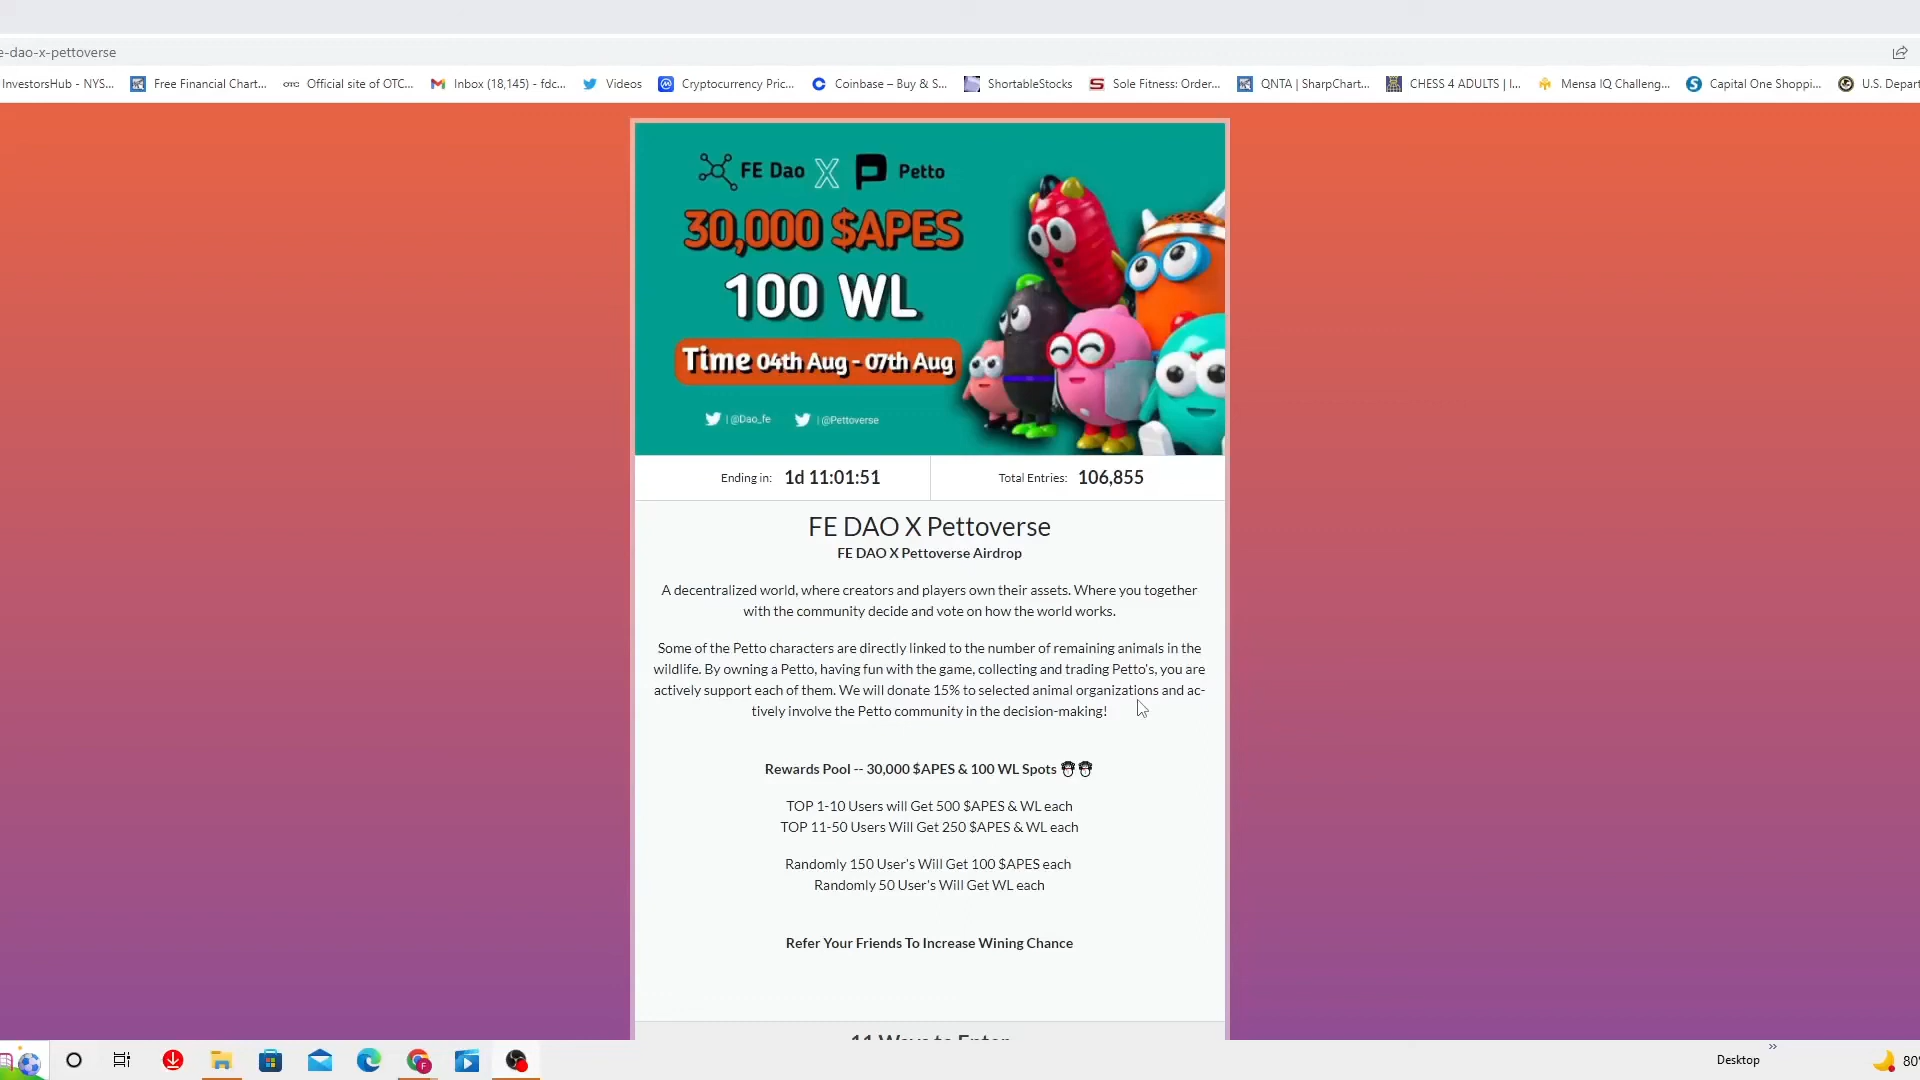 e-dao-x-pettoverse
InvestorsHub - NYS... Free Financial Chart... OTC Official site of OTC... Inbox (18,145) - fdc... Videos Cryptocurrency Pric... Coinbase – Buy & S... ShortableStocks Sole Fitness: Order... QNTA | SharpChart... CHESS 4 ADULTS | I... Mensa IQ Challeng... Capital One Shoppi... U.S. Depart
FE Dao X Petto
30,000 $APES
100 WL
Time 04th Aug - 07th Aug
| @Dao_fe | @Pettoverse
Ending in: 1d 11:01:51 Total Entries: 106,855
FE DAO X Pettoverse
FE DAO X Pettoverse Airdrop
A decentralized world, where creators and players own their assets. Where you together
with the community decide and vote on how the world works.
Some of the Petto characters are directly linked to the number of remaining animals in the
wildlife. By owning a Petto, having fun with the game, collecting and trading Petto's, you are
actively support each of them. We will donate 15% to selected animal organizations and ac-
tively involve the Petto community in the decision-making!
Rewards Pool -- 30,000 $APES & 100 WL Spots
TOP 1-10 Users will Get 500 $APES & WL each
TOP 11-50 Users Will Get 250 $APES & WL each
Randomly 150 User's Will Get 100 $APES each
Randomly 50 User's Will Get WL each
Refer Your Friends To Increase Wining Chance
11 Ways to Enter
Desktop » 80°